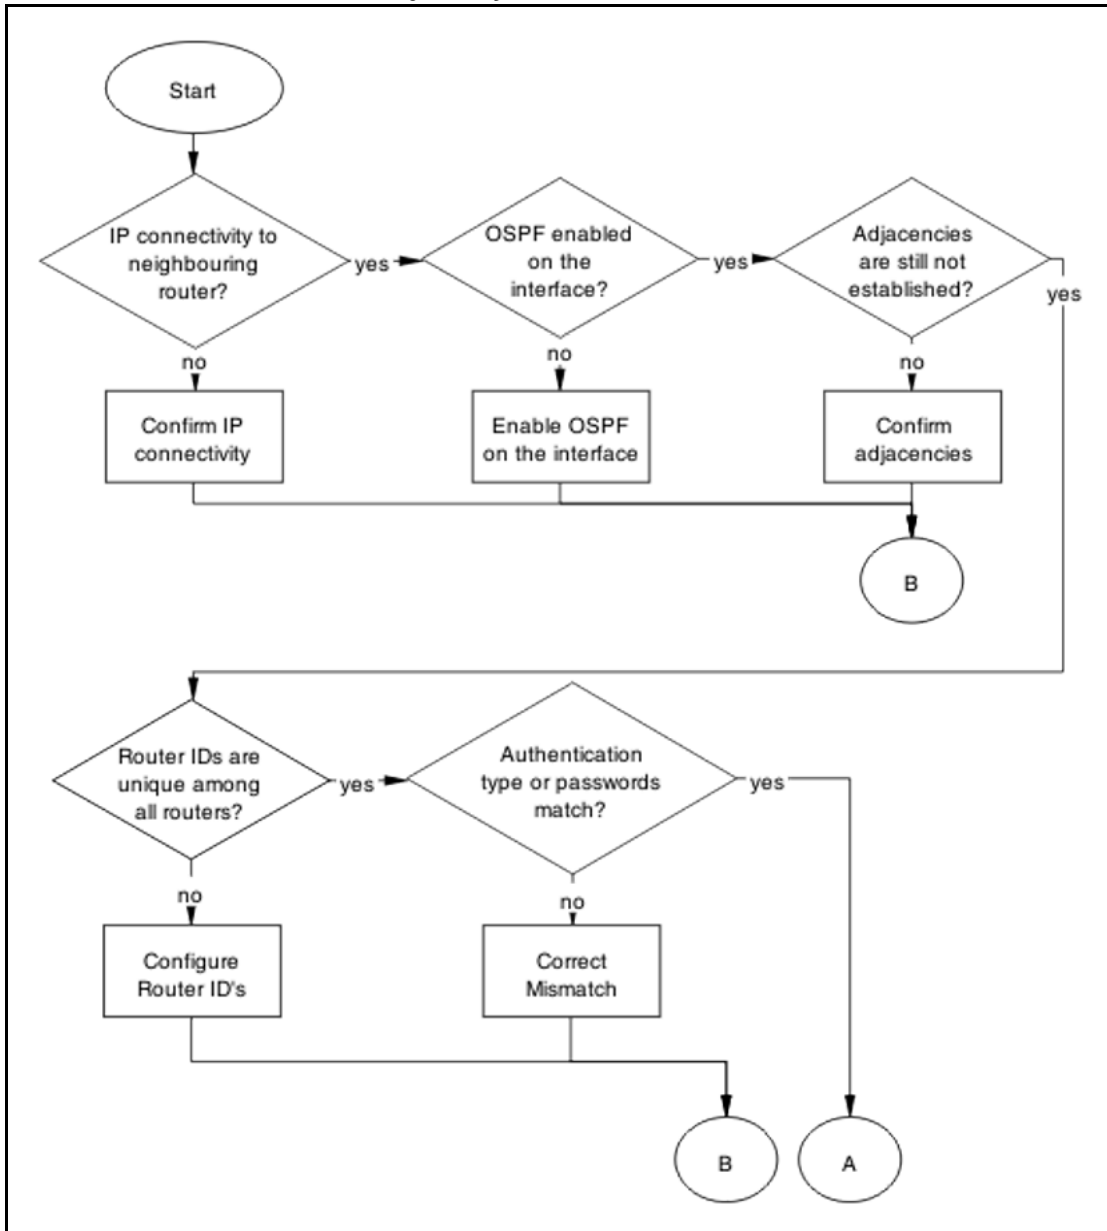 Start
IP connectivity to
neighbouring
router?
yes
OSPF enabled
on the
interface?
yes
Adjacencies
are still not
established?
yes
no
no
no
Confirm IP
connectivity
Enable OSPF
on the interface
Confirm
adjacencies
B
Router IDs are
unique among
all routers?
yes
Authentication
type or passwords
match?
yes
no
no
Configure
Router ID's
Correct
Mismatch
B
A